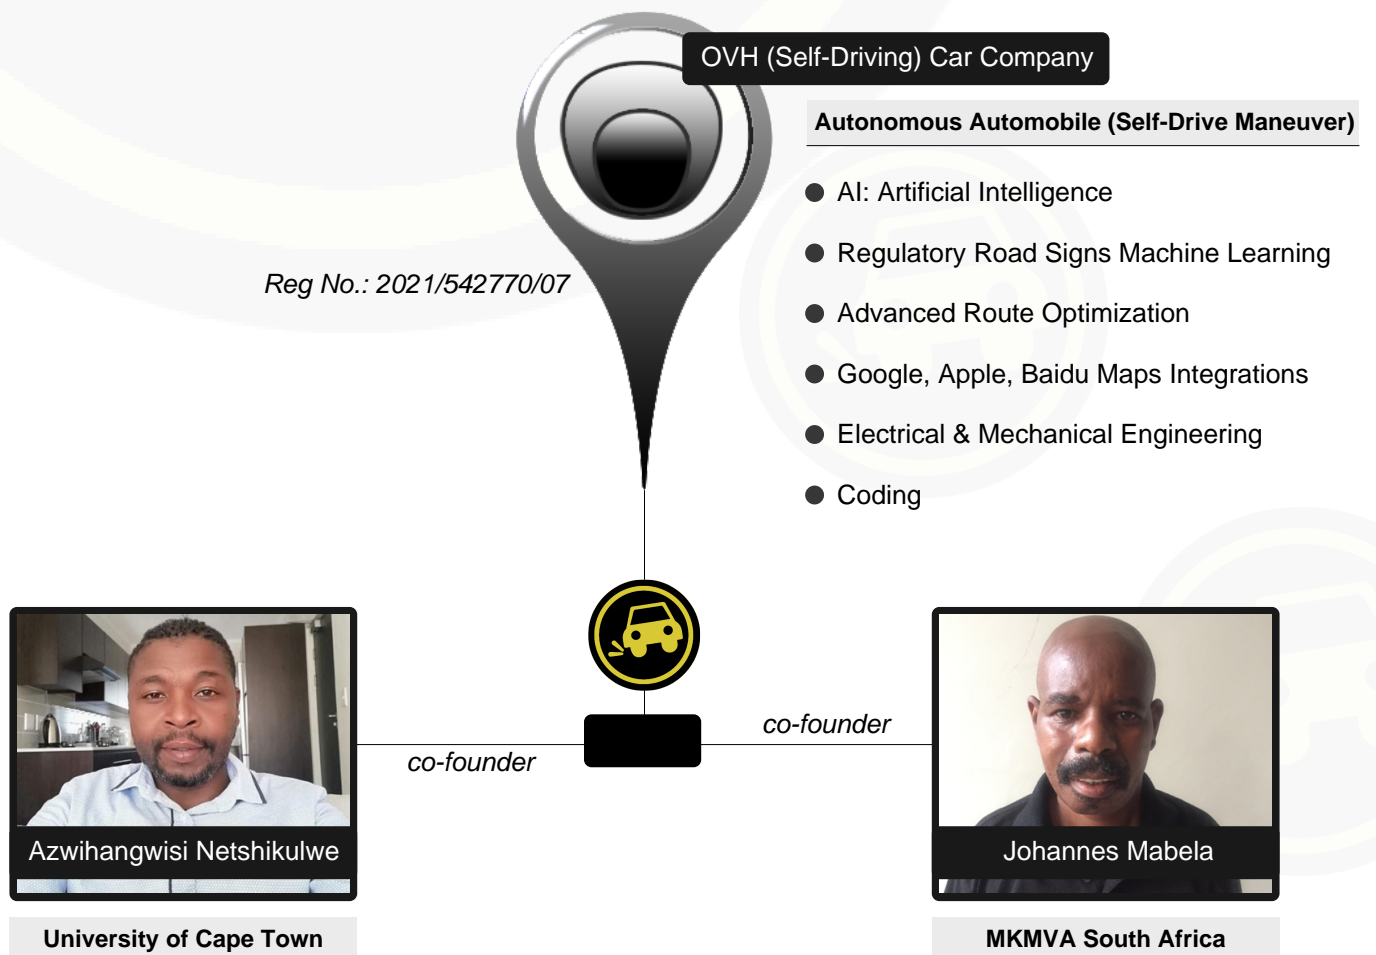 OVH (Self-Driving) Car Company
Autonomous Automobile (Self-Drive Maneuver)
AI: Artificial Intelligence
Regulatory Road Signs Machine Learning
Reg No.: 2021/542770/07
Advanced Route Optimization
Google, Apple, Baidu Maps Integrations
Electrical & Mechanical Engineering
Coding
co-founder
co-founder
Azwihangwisi Netshikulwe
Johannes Mabela
University of Cape Town
MKMVA South Africa